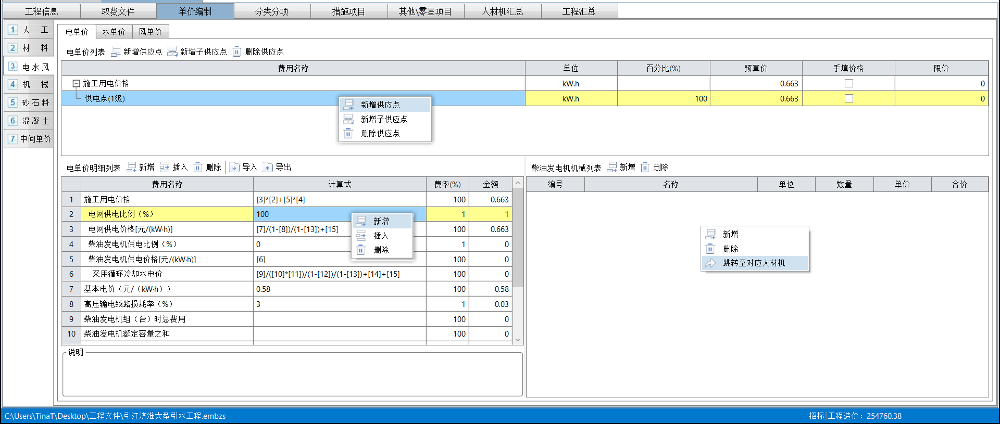 工程信息 取费文件 单价编制 分类分项 措施项目 其他\零星项目 人材机汇总 工程汇总
1 人 工
2 材 料
3 电 水 风
4 机 械
5 砂 石 料
6 混 凝 土
7 中间单价
电单价 水单价 风单价
电单价列表 新增供应点 新增子供应点 删除供应点
费用名称 单位 百分比(%) 预算价 手填价格 限价
施工用电价格 kW.h 0.663 0
供电点(1级) kW.h 100 0.663 0
新增供应点
新增子供应点
删除供应点
电单价明细列表 新增 插入 删除 导入 导出
费用名称 计算式 费率(%) 金额
1 施工用电价格 [3]*[2]+[5]*[4] 100 0.663
2 电网供电比例（%） 100 1 1
3 电网供电价格[元/(kW·h)] [7]/(1-[8])/(1-[13])+[15] 100 0.663
4 柴油发电机供电比例（%） 0 1 0
5 柴油发电机供电价格[元/(kW·h)] [6] 100 0
6 采用循环冷却水电价 [9]/([10]*[11])/(1-[12])/(1-[13])+[14]+[15] 100 0
7 基本电价（元/（kW·h）） 0.58 100 0.58
8 高压输电线路损耗率（%） 3 1 0.03
9 柴油发电机组（台）时总费用 100 0
10 柴油发电机额定容量之和 100 0
新增
插入
删除
说明
柴油发电机机械列表 新增 删除
编号 名称 单位 数量 单价 合价
新增
删除
跳转至对应人材机
C:\Users\TinaT\Desktop\工程文件\引江济淮大型引水工程.embzs 招标 工程造价：254760.38